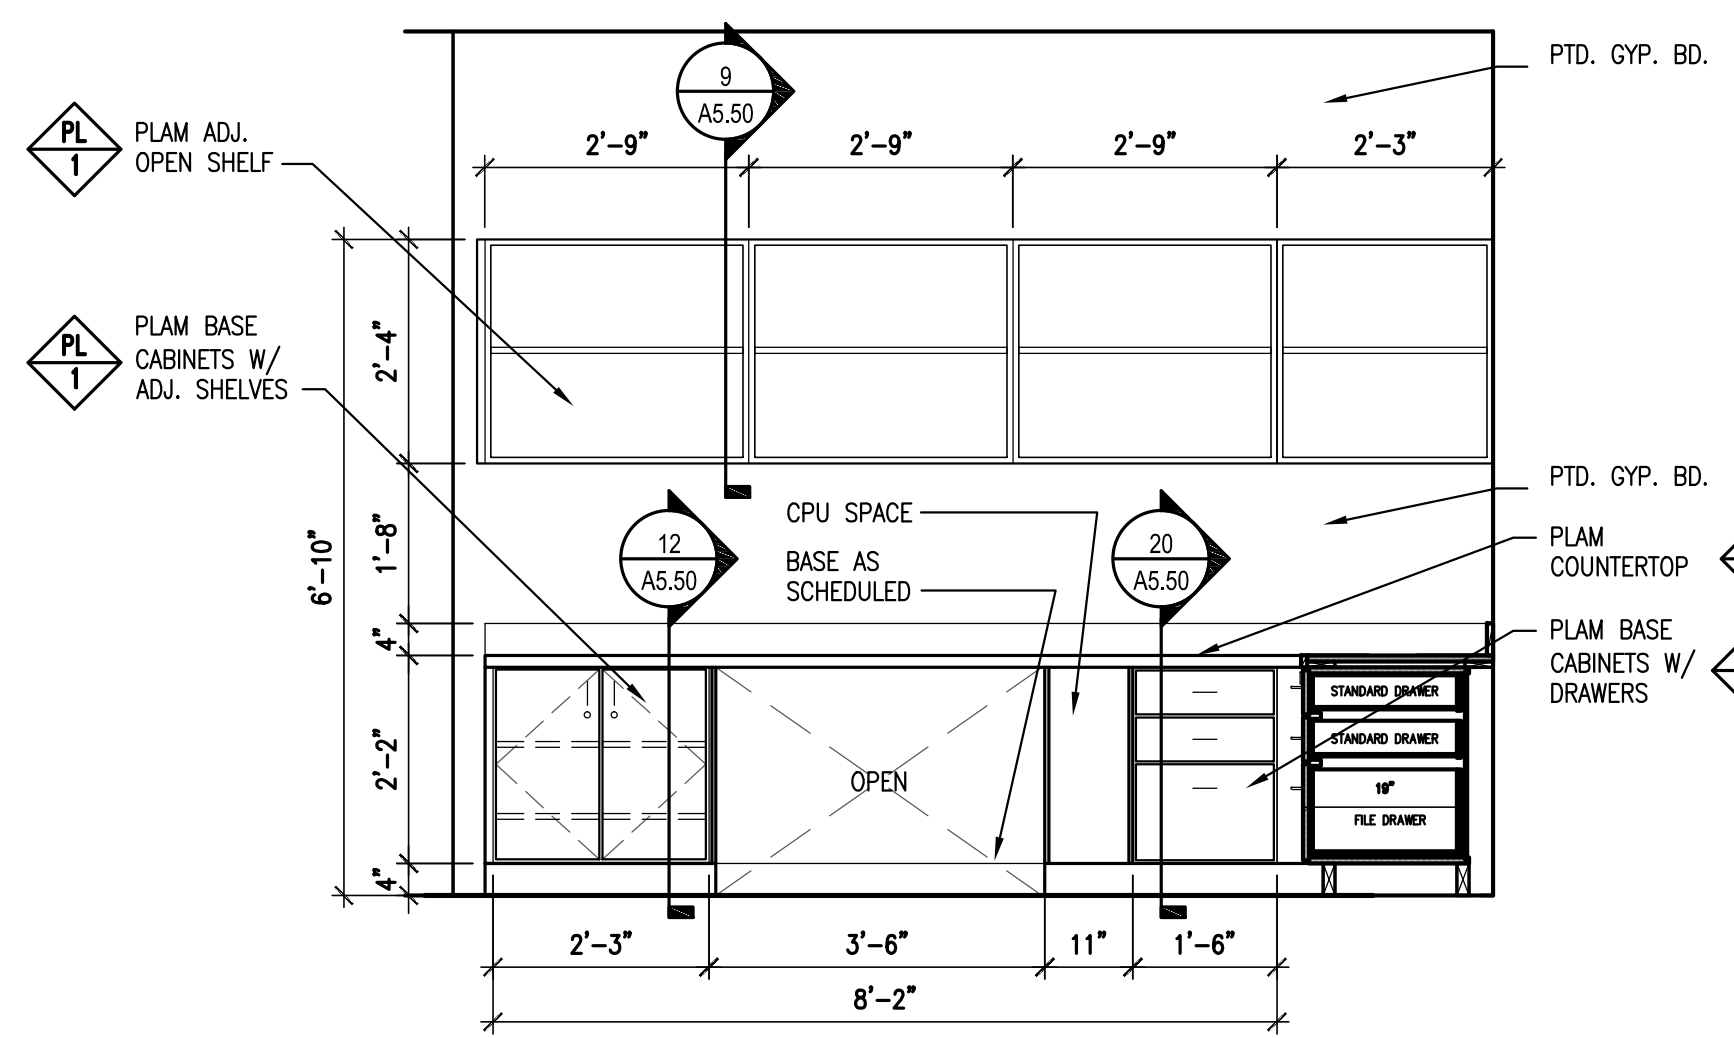 9
A5.50
PTD. GYP. BD.
PL
1
PLAM ADJ.
OPEN SHELF
2'-9"
2'-9"
2'-9"
2'-3"
PL
1
PLAM BASE
CABINETS W/
ADJ. SHELVES
2'-4"
1'-8"
6'-10"
4"
2'-2"
4"
12
A5.50
CPU SPACE
BASE AS
SCHEDULED
20
A5.50
PTD. GYP. BD.
PLAM
COUNTERTOP
PLAM BASE
CABINETS W/
DRAWERS
OPEN
STANDARD DRAWER
STANDARD DRAWER
19"
FILE DRAWER
2'-3"
3'-6"
11"
1'-6"
8'-2"